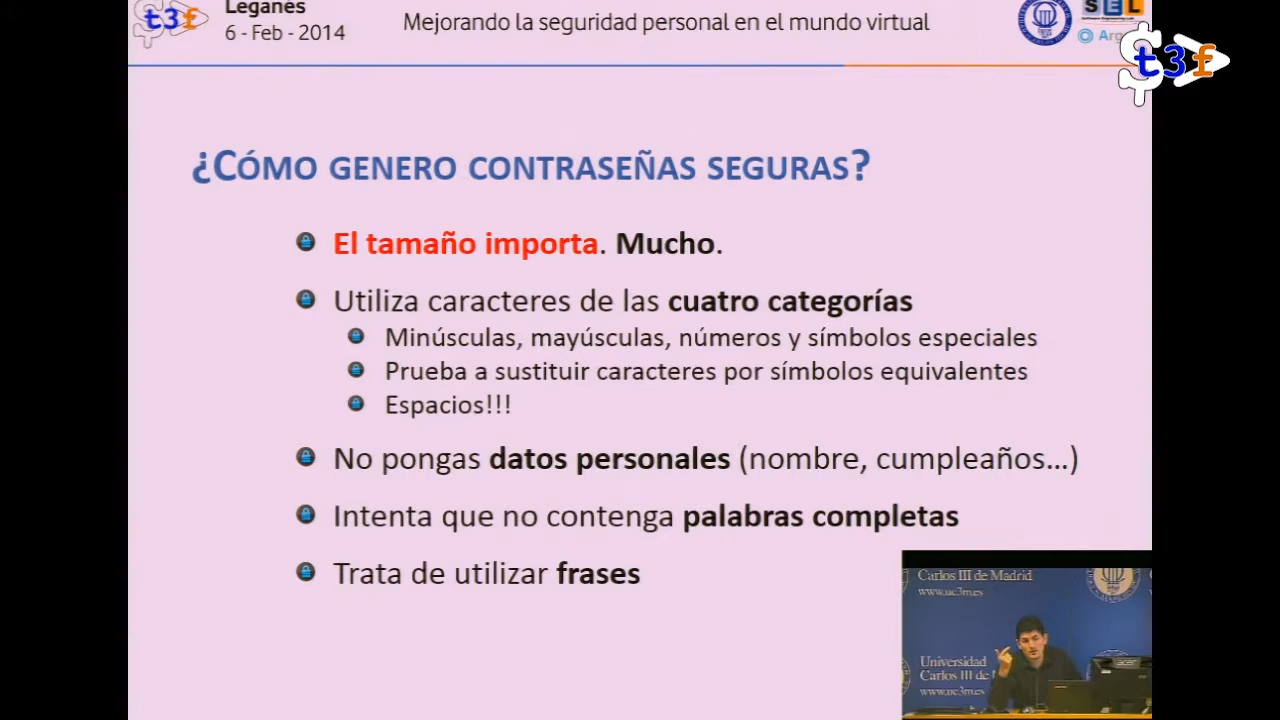 Leganés
6 - Feb - 2014
Mejorando la seguridad personal en el mundo virtual
t3f
SEL
t3f
¿CÓMO GENERO CONTRASEÑAS SEGURAS?
El tamaño importa. Mucho.
Utiliza caracteres de las cuatro categorías
Minúsculas, mayúsculas, números y símbolos especiales
Prueba a sustituir caracteres por símbolos equivalentes
Espacios!!!
No pongas datos personales (nombre, cumpleaños...)
Intenta que no contenga palabras completas
Trata de utilizar frases
Carlos III de Madrid
www.uc3m.es
Universidad
Carlos III de
www.uc3m.es
acer